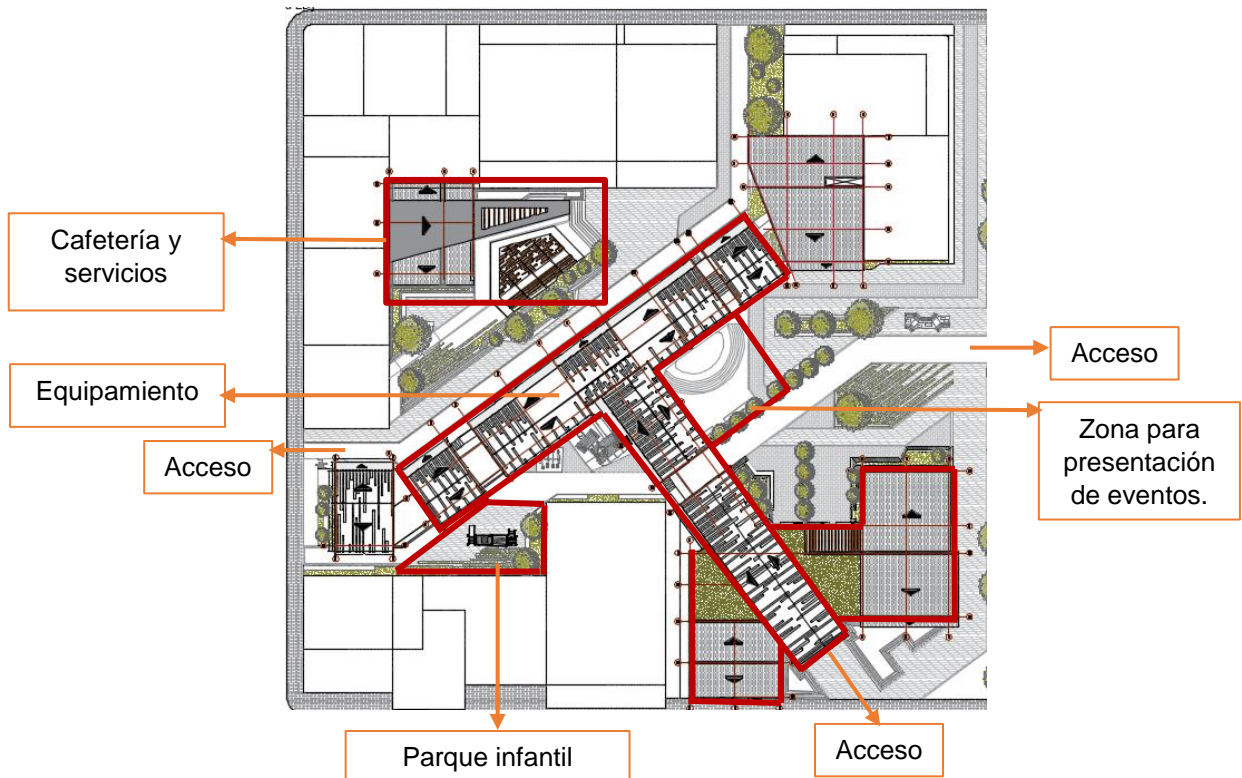 Cafetería y
servicios
Equipamiento
Acceso
Acceso
Zona para
presentación
de eventos.
Parque infantil
Acceso